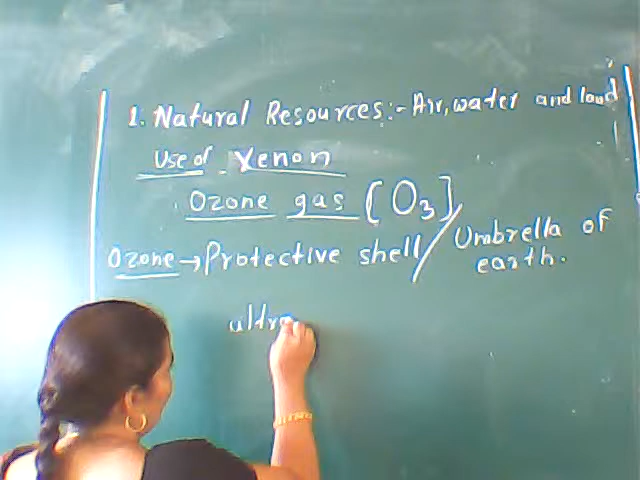 1. Natural Resources:- Air, water and land
Use of Xenon
Ozone gas [O3]
Ozone → Protective shell / Umbrella of
earth.
ultra